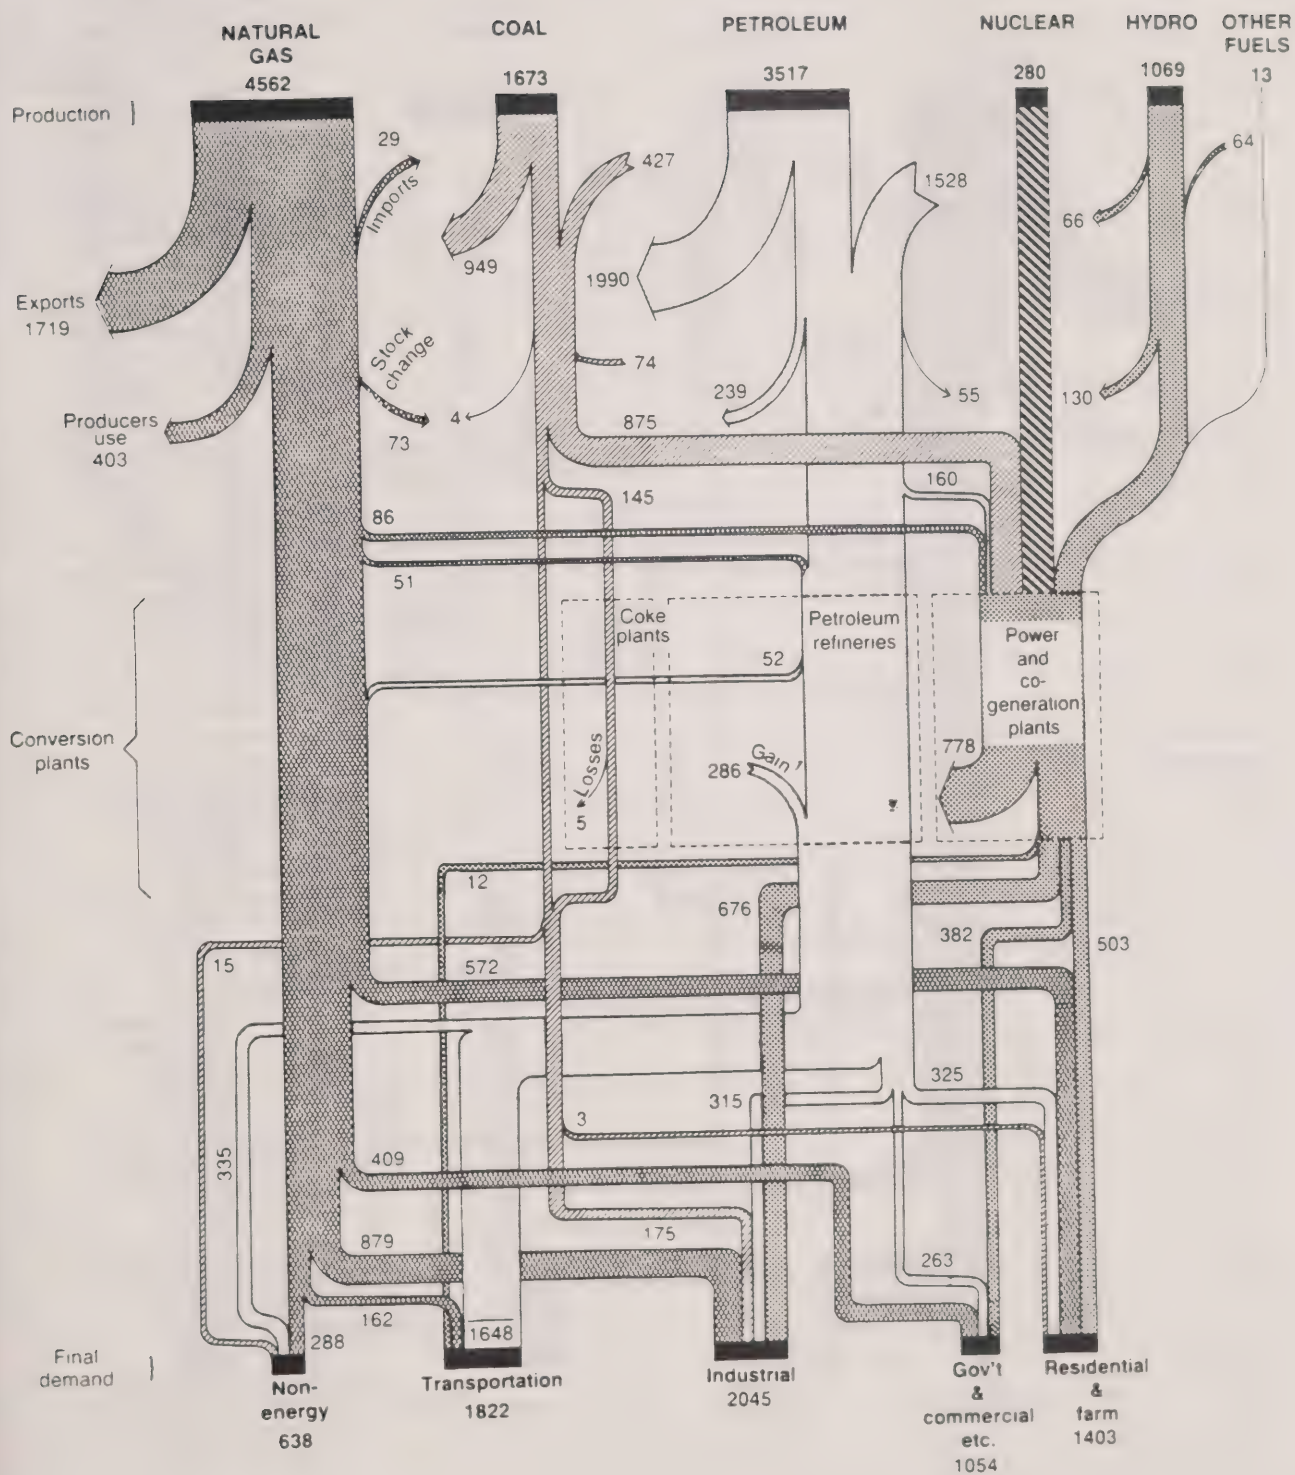 NATURAL
GAS
4562
COAL
1673
PETROLEUM
3517
NUCLEAR
280
HYDRO
1069
OTHER
FUELS
13
Production
29
Imports
427
1528
64
66
949
1990
Exports
1719
Stock
change
74
239
55
130
Producers
use
403
73
4
875
160
145
86
51
Coke
plants
Petroleum
refineries
Power
and
co-
generation
plants
52
Conversion
plants
778
Gain 1
286
Losses
5
12
676
382
503
15
572
325
315
3
335
409
879
175
263
162
1648
288
Final
demand
Non-
energy
638
Transportation
1822
Industrial
2045
Gov't
&
commercial
etc.
1054
Residential
&
farm
1403